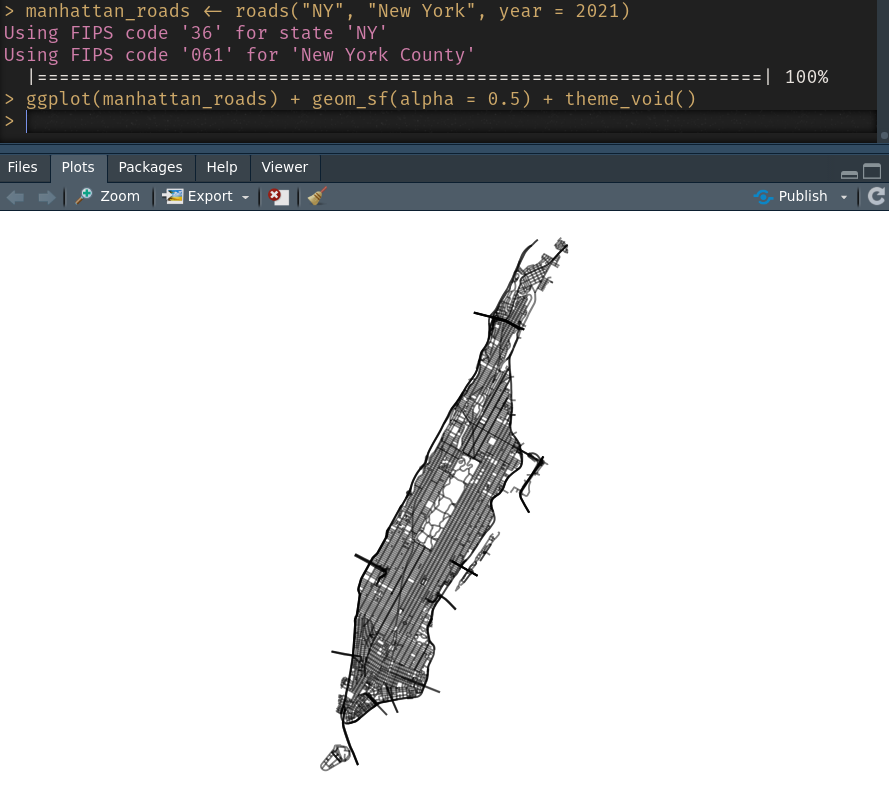 > manhattan_roads <- roads("NY", "New York", year = 2021)
Using FIPS code '36' for state 'NY'
Using FIPS code '061' for 'New York County'
|==================================================================| 100%
> ggplot(manhattan_roads) + geom_sf(alpha = 0.5) + theme_void()
>
Files Plots Packages Help Viewer
Zoom Export Publish